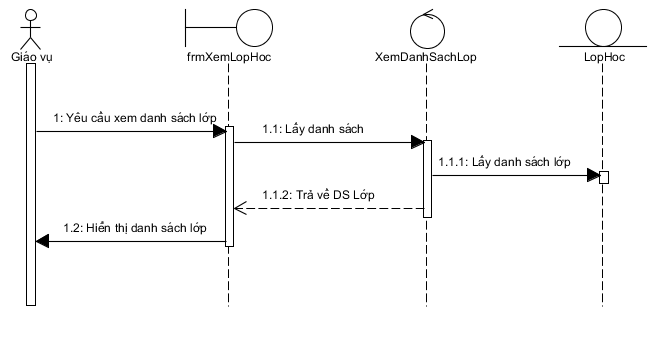 Giáo vụ
frmXemLopHoc
XemDanhSachLop
LopHoc
1: Yêu cầu xem danh sách lớp
1.1: Lấy danh sách
1.1.1: Lấy danh sách lớp
1.1.2: Trả về DS Lớp
1.2: Hiển thị danh sách lớp